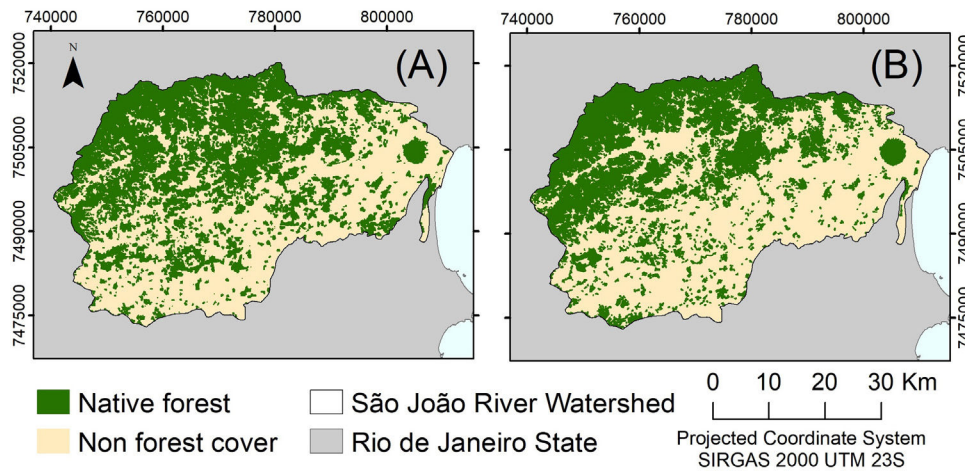 740000 760000 780000 800000
740000 760000 780000 800000
N
(A)
(B)
7520000
7505000
7490000
7475000
7520000
7505000
7490000
7475000
Native forest
Non forest cover
São João River Watershed
Rio de Janeiro State
0 10 20 30 Km
Projected Coordinate System
SIRGAS 2000 UTM 23S